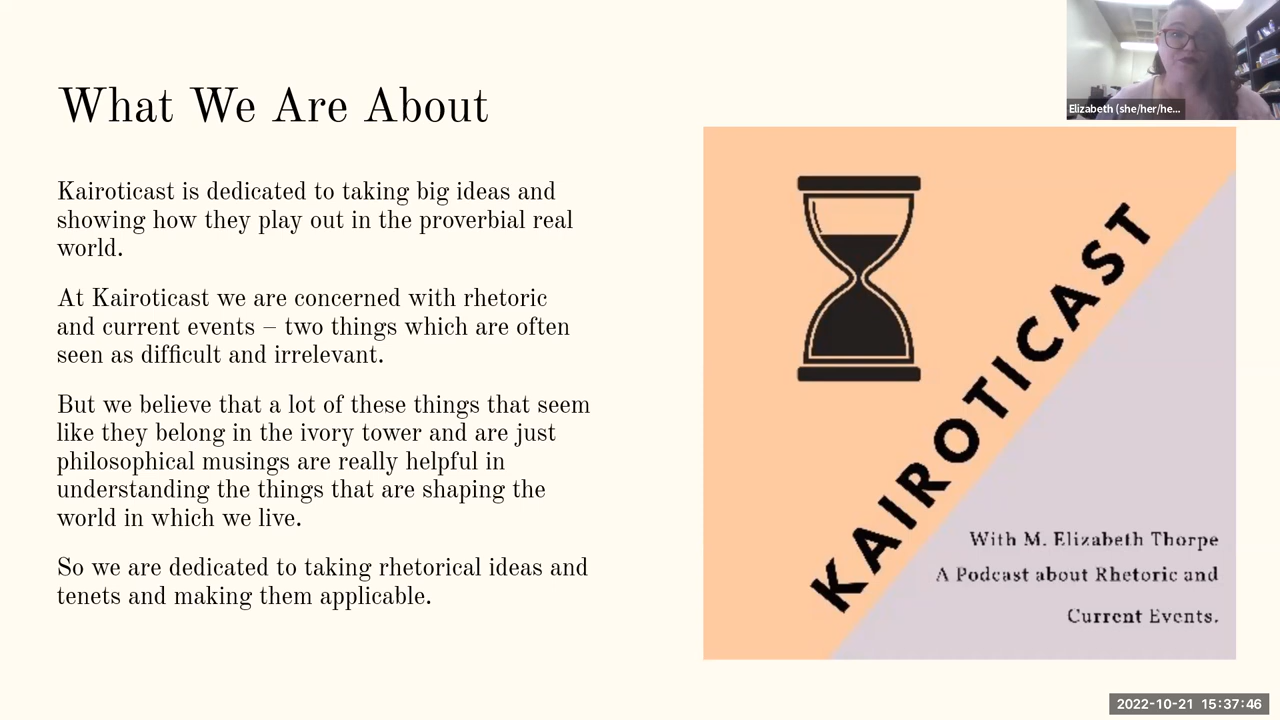 What We Are About
Kairoticast is dedicated to taking big ideas and
showing how they play out in the proverbial real
world.
At Kairoticast we are concerned with rhetoric
and current events – two things which are often
seen as difficult and irrelevant.
But we believe that a lot of these things that seem
like they belong in the ivory tower and are just
philosophical musings are really helpful in
understanding the things that are shaping the
world in which we live.
So we are dedicated to taking rhetorical ideas and
tenets and making them applicable.
Elizabeth (she/her/he...
KAIROTICAST
With M. Elizabeth Thorpe
A Podcast about Rhetoric and
Current Events.
2022-10-21 15:37:46